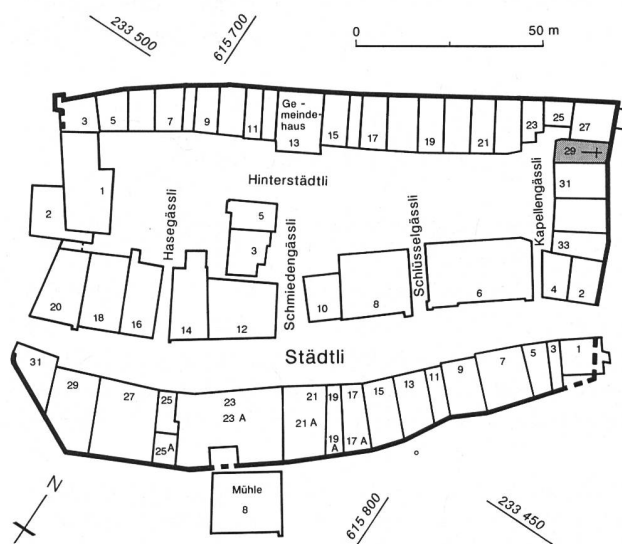 233 500
615 700
0 50 m
3 5 7 9 11
Ge-
meinde-
haus
13
15 17 19 21 23 25 27
29
1
Hinterstädtli
31
2
Hasegässli
5
3
Schmiedengässli
Schlüsselgässli
Kapellengässli
33
20 18 16 14 12 10 8 6 4 2
Städtli
31 29 27 25 23 21 19 17 15 13 11 9 7 5 3 1
25 A 23 A 21 A 19 A 17 A
Mühle
8
N
615 800
233 450